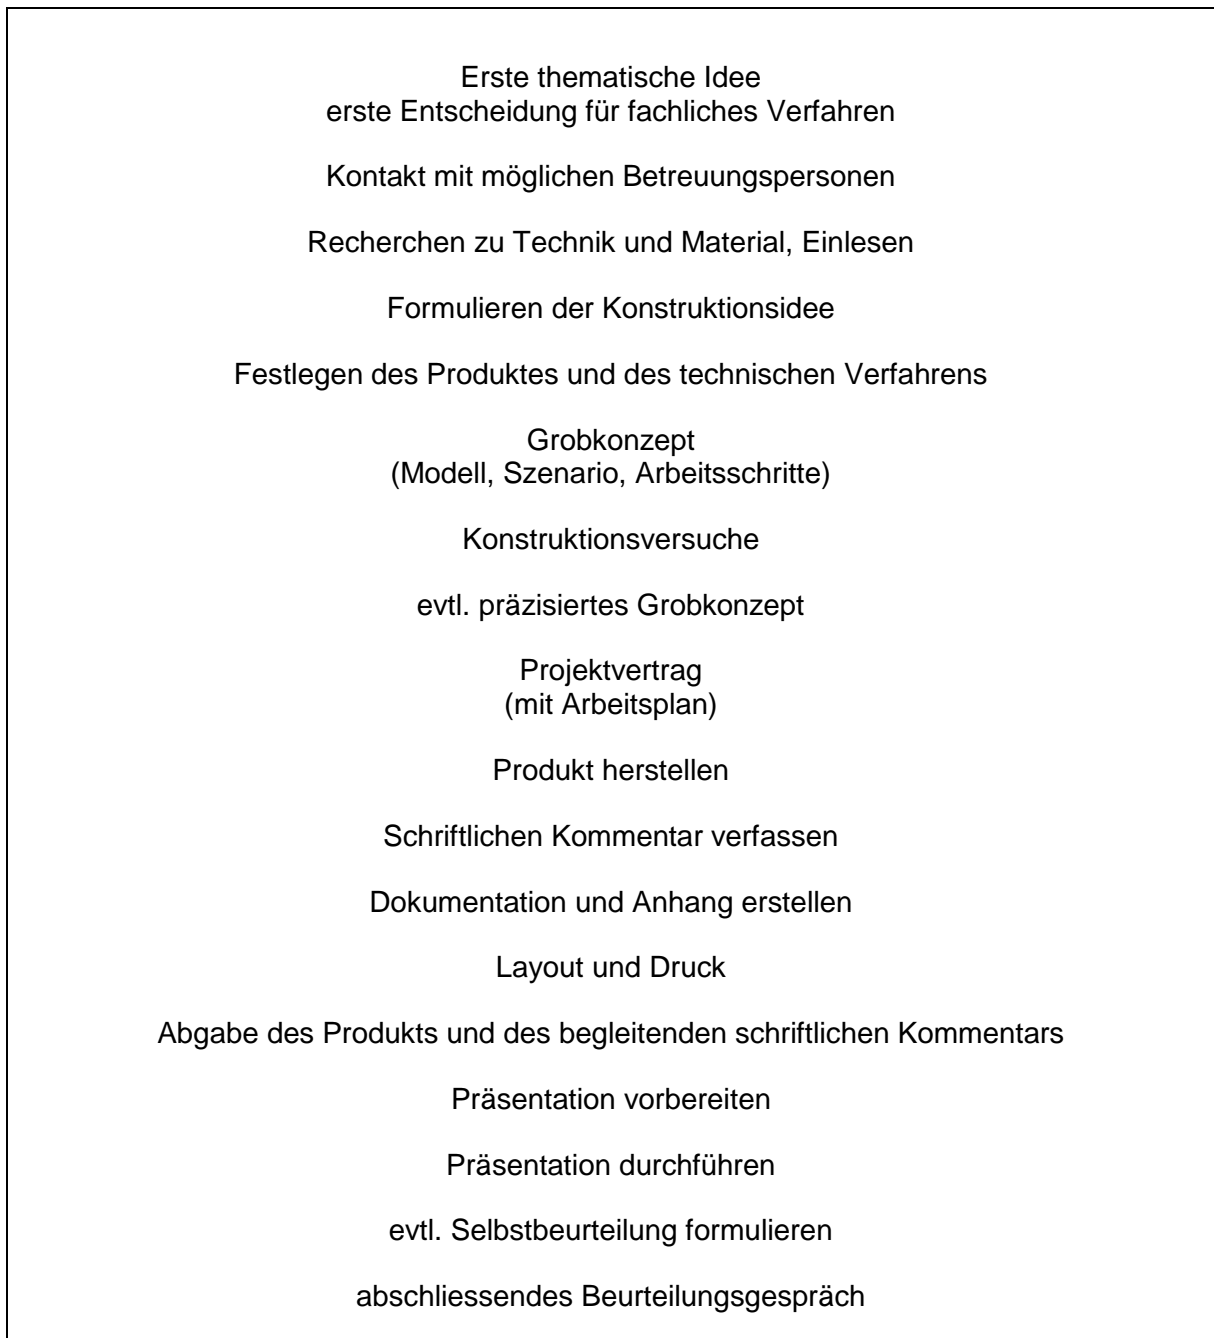 Erste thematische Idee
erste Entscheidung für fachliches Verfahren
Kontakt mit möglichen Betreuungspersonen
Recherchen zu Technik und Material, Einlesen
Formulieren der Konstruktionsidee
Festlegen des Produktes und des technischen Verfahrens
Grobkonzept
(Modell, Szenario, Arbeitsschritte)
Konstruktionsversuche
evtl. präzisiertes Grobkonzept
Projektvertrag
(mit Arbeitsplan)
Produkt herstellen
Schriftlichen Kommentar verfassen
Dokumentation und Anhang erstellen
Layout und Druck
Abgabe des Produkts und des begleitenden schriftlichen Kommentars
Präsentation vorbereiten
Präsentation durchführen
evtl. Selbstbeurteilung formulieren
abschliessendes Beurteilungsgespräch